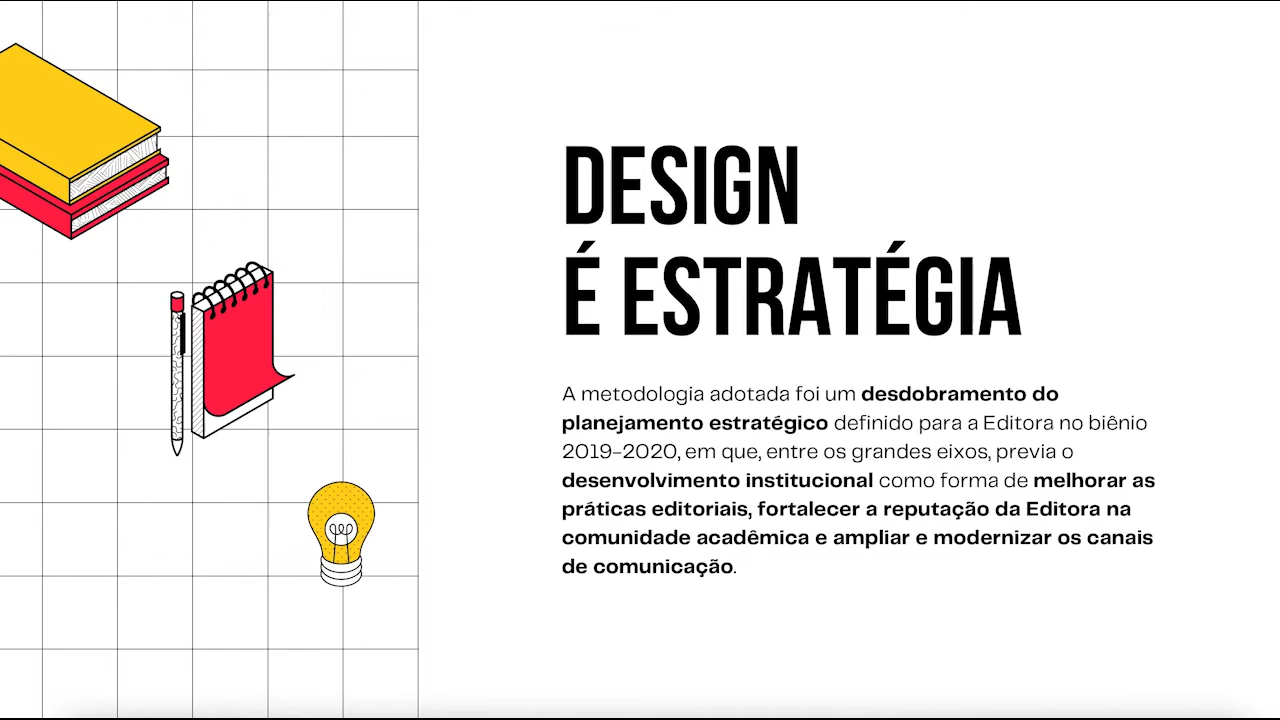 DESIGN
É ESTRATÉGIA
A metodologia adotada foi um desdobramento do
planejamento estratégico definido para a Editora no biênio
2019-2020, em que, entre os grandes eixos, previa o
desenvolvimento institucional como forma de melhorar as
práticas editoriais, fortalecer a reputação da Editora na
comunidade acadêmica e ampliar e modernizar os canais
de comunicação.